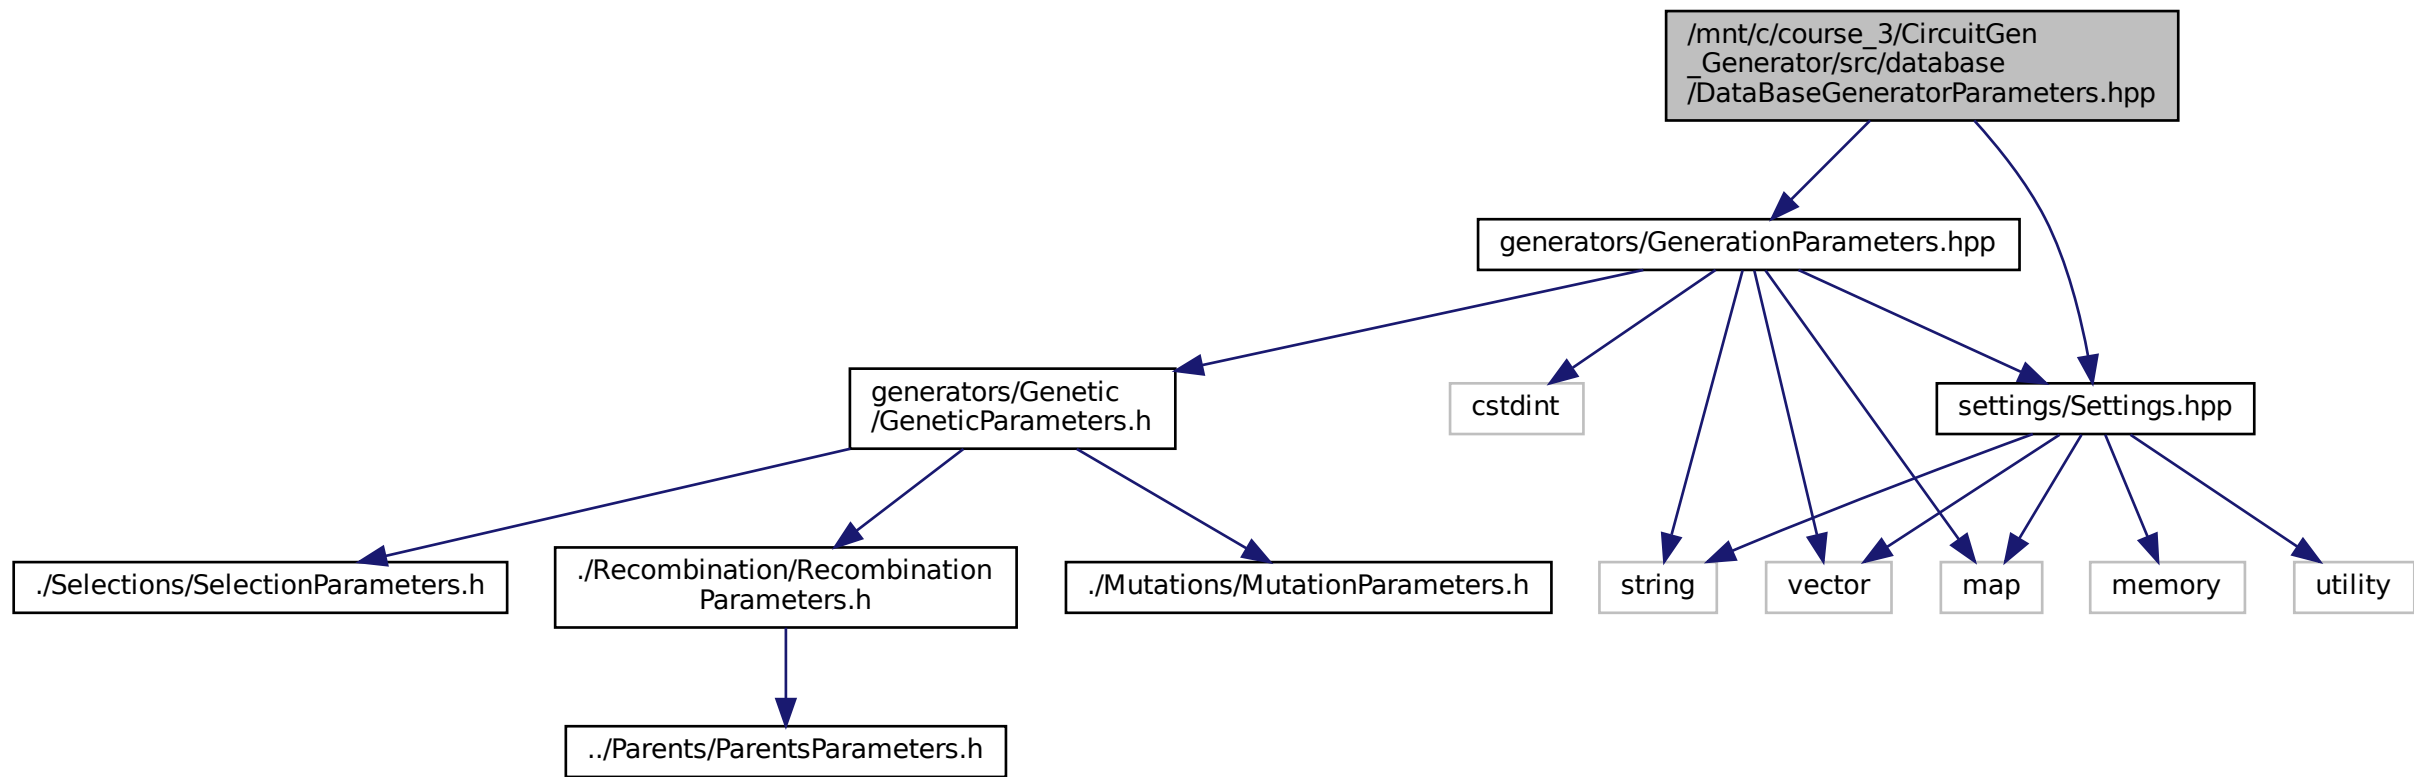 /mnt/c/course_3/CircuitGen
_Generator/src/database
/DataBaseGeneratorParameters.hpp
generators/GenerationParameters.hpp
generators/Genetic
/GeneticParameters.h
cstdint
settings/Settings.hpp
./Selections/SelectionParameters.h
./Recombination/Recombination
Parameters.h
./Mutations/MutationParameters.h
string
vector
map
memory
utility
../Parents/ParentsParameters.h